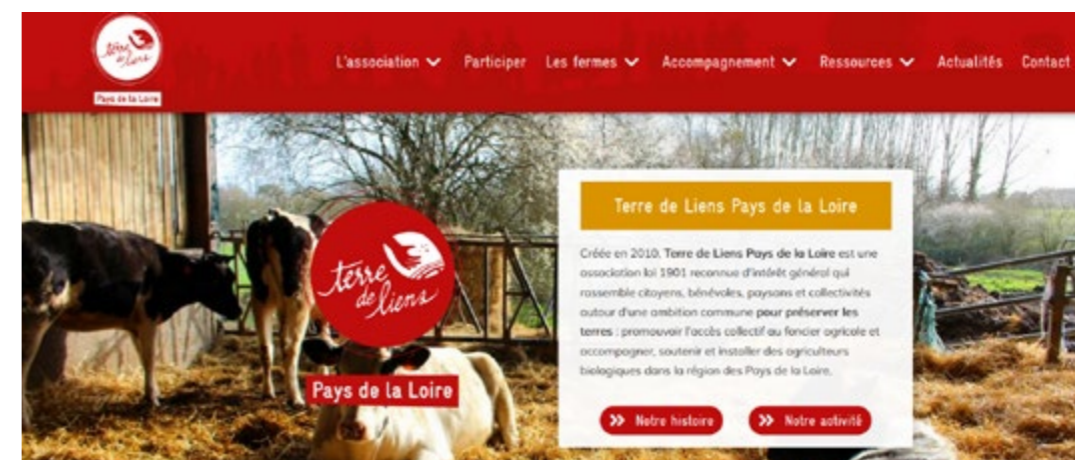 terre
de liens
Pays de la Loire
L'association Participer Les fermes Accompagnement Ressources Actualités Contact
terre
de liens
Pays de la Loire
Terre de Liens Pays de la Loire
Créée en 2010, Terre de Liens Pays de la Loire est une
association loi 1901 reconnue d'intérêt général qui
rassemble citoyens, bénévoles, paysans et collectivités
autour d'une ambition commune pour préserver les
terres : promouvoir l'accès collectif au foncier agricole et
accompagner, soutenir et installer des agriculteurs
biologiques dans la région des Pays de la Loire.
Notre histoire Notre activité